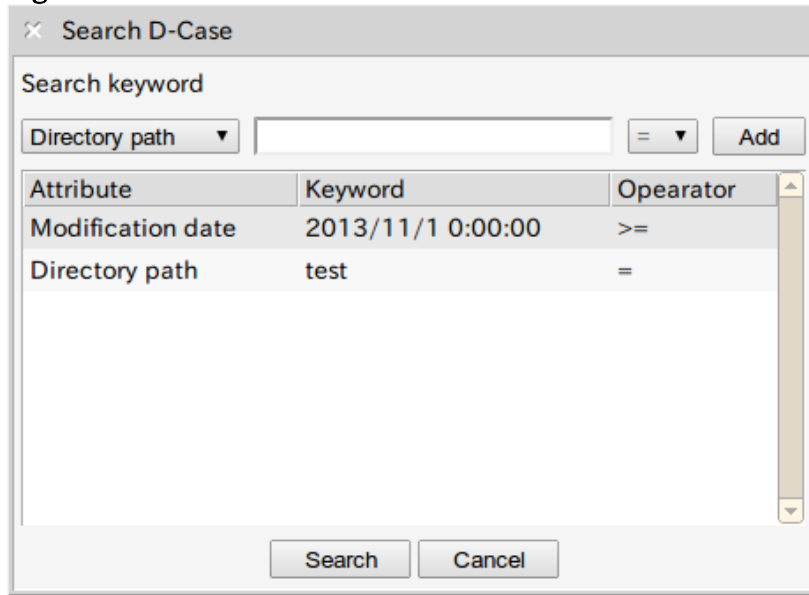 Search D-Case
Search keyword
Directory path = Add
Attribute Keyword Opearator
Modification date 2013/11/1 0:00:00 >=
Directory path test =
Search Cancel